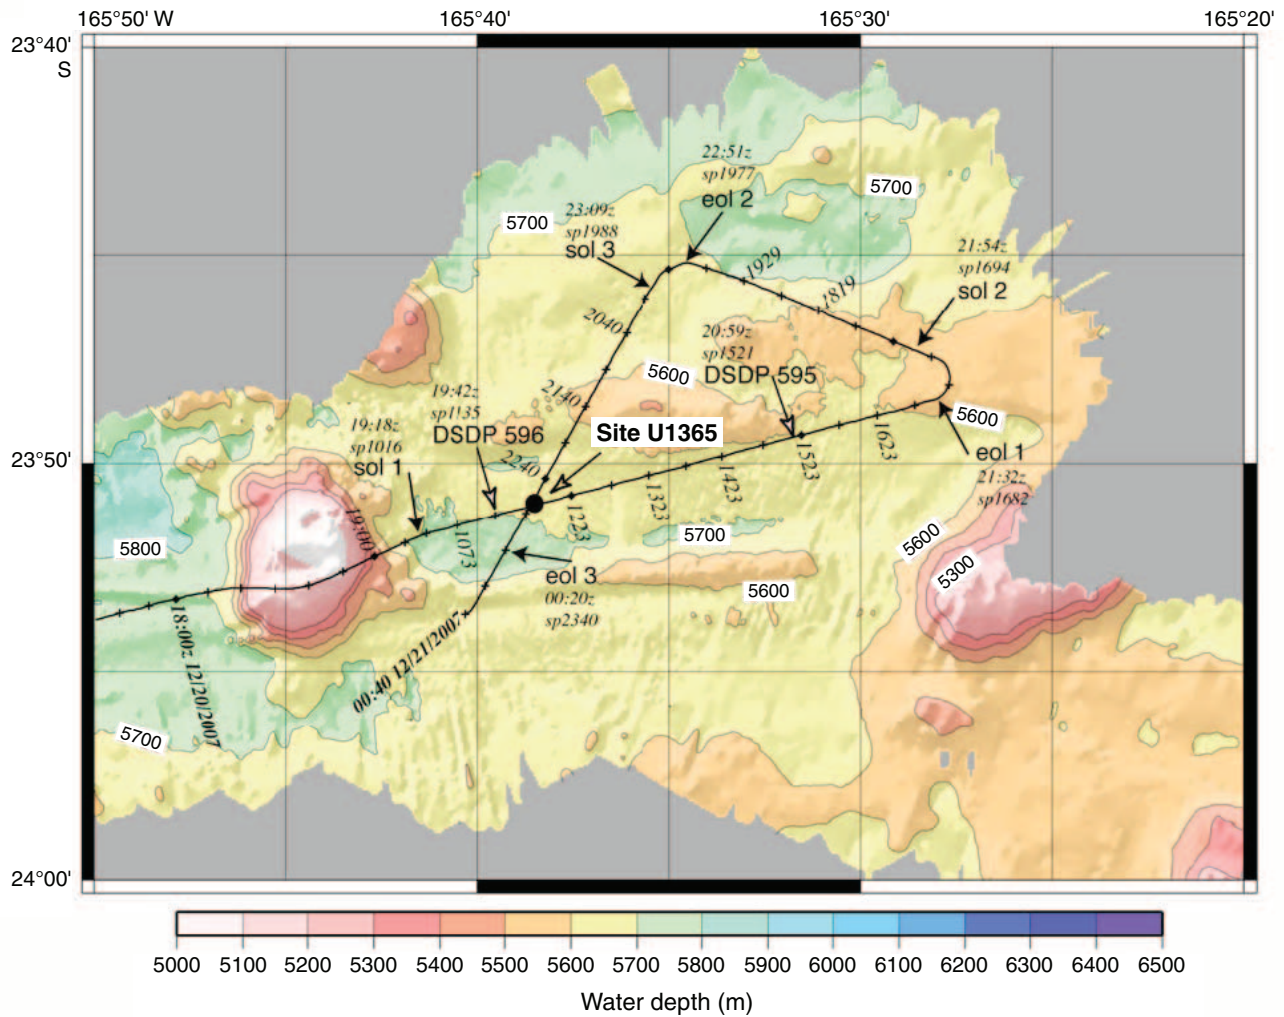 165°50' W
165°40'
165°30'
165°20'
23°40'
S
22:51z
sp1977
eol 2
5700
23:09z
sp1988
sol 3
5700
21:54z
sp1694
sol 2
1929
1819
2040
20:59z
sp1521
DSDP 595
5600
2140
19:42z
sp1135
DSDP 596
19:18z
sp1016
sol 1
Site U1365
5600
eol 1
21:32z
sp1682
23°50'
2240
1623
1523
1423
1323
1223
1073
19:00
5800
5700
5600
5300
eol 3
00:20z
sp2340
5600
18:00z 12/20/2007
00:40 12/21/2007
5700
24°00'
5000 5100 5200 5300 5400 5500 5600 5700 5800 5900 6000 6100 6200 6300 6400 6500
Water depth (m)